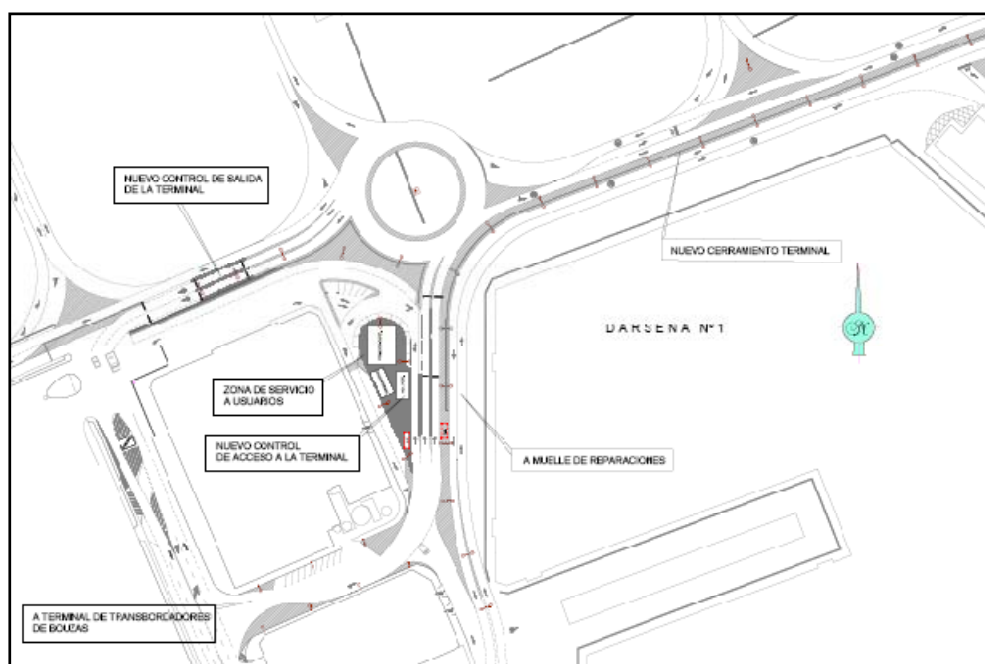 NUEVO CONTROL DE SALIDA
DE LA TERMINAL
NUEVO CERRAMIENTO TERMINAL
DARSENA Nº1
ZONA DE SERVICIO
A USUARIOS
NUEVO CONTROL
DE ACCESO A LA TERMINAL
A MUELLE DE REPARACIONES
A TERMINAL DE TRANSBORDADORES
DE BOUZAS
N